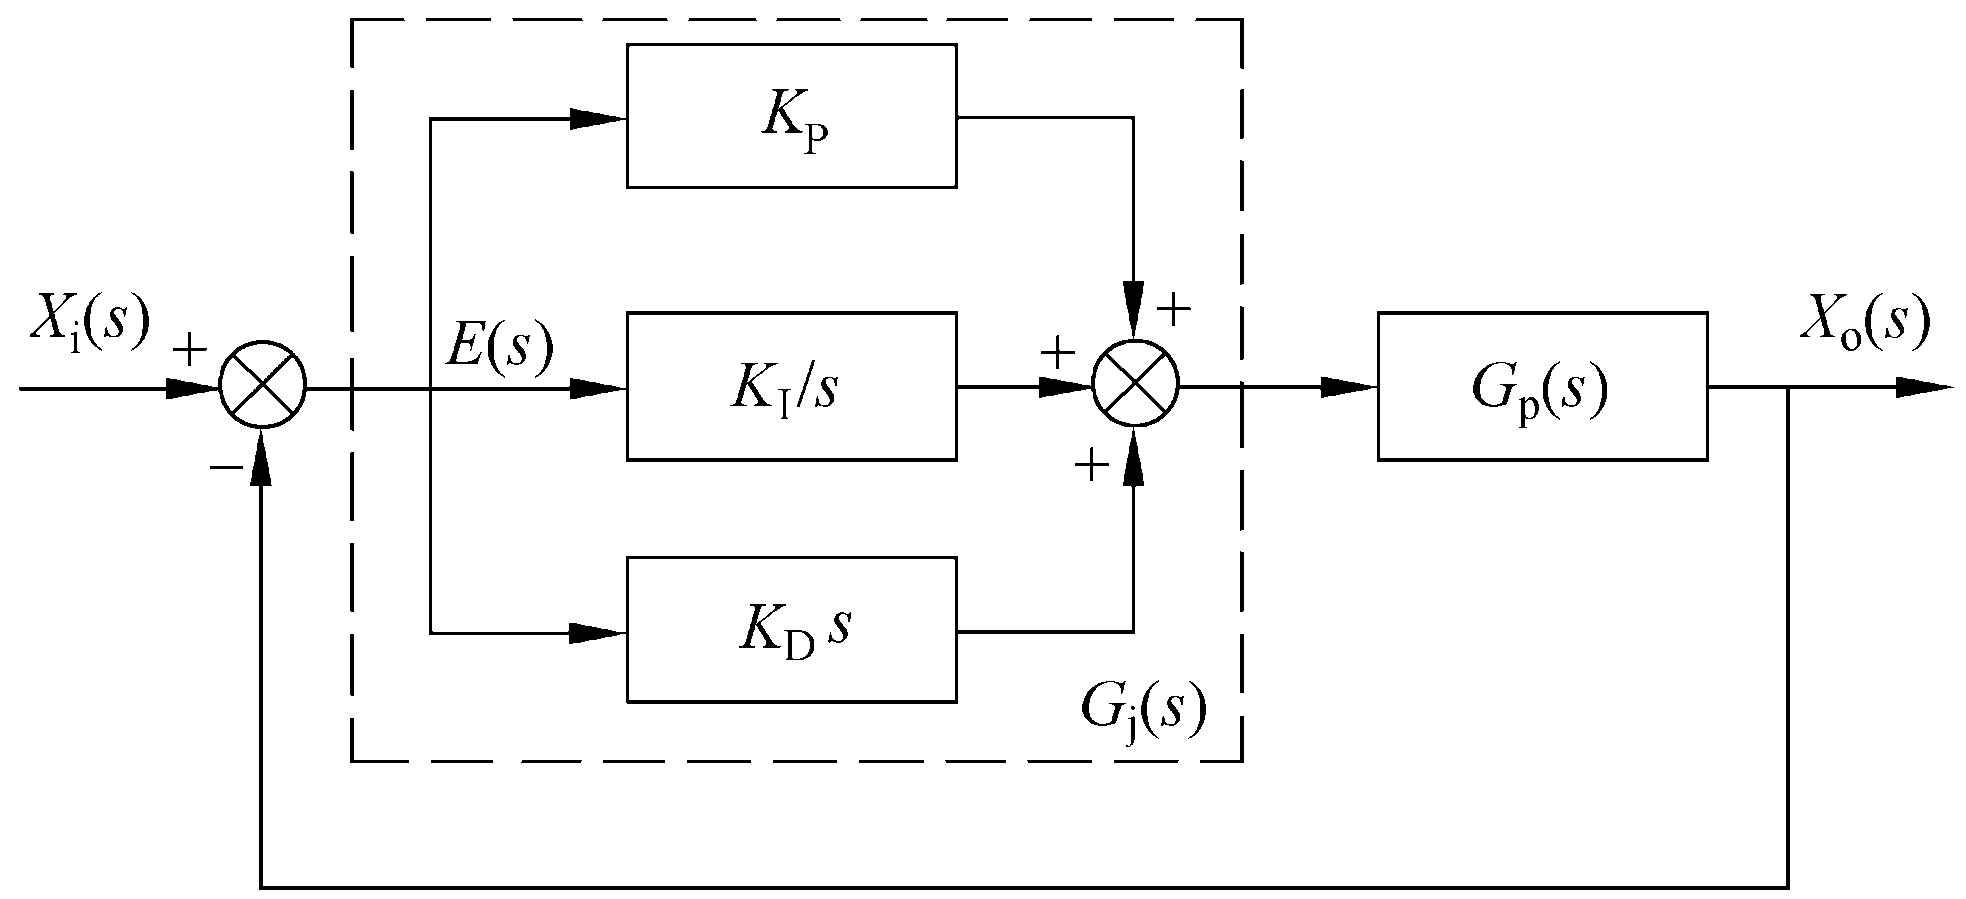 K_P
+
X_i(s)
+
E(s)
K_I/s
+
G_p(s)
X_o(s)
−
+
K_D s
G_j(s)